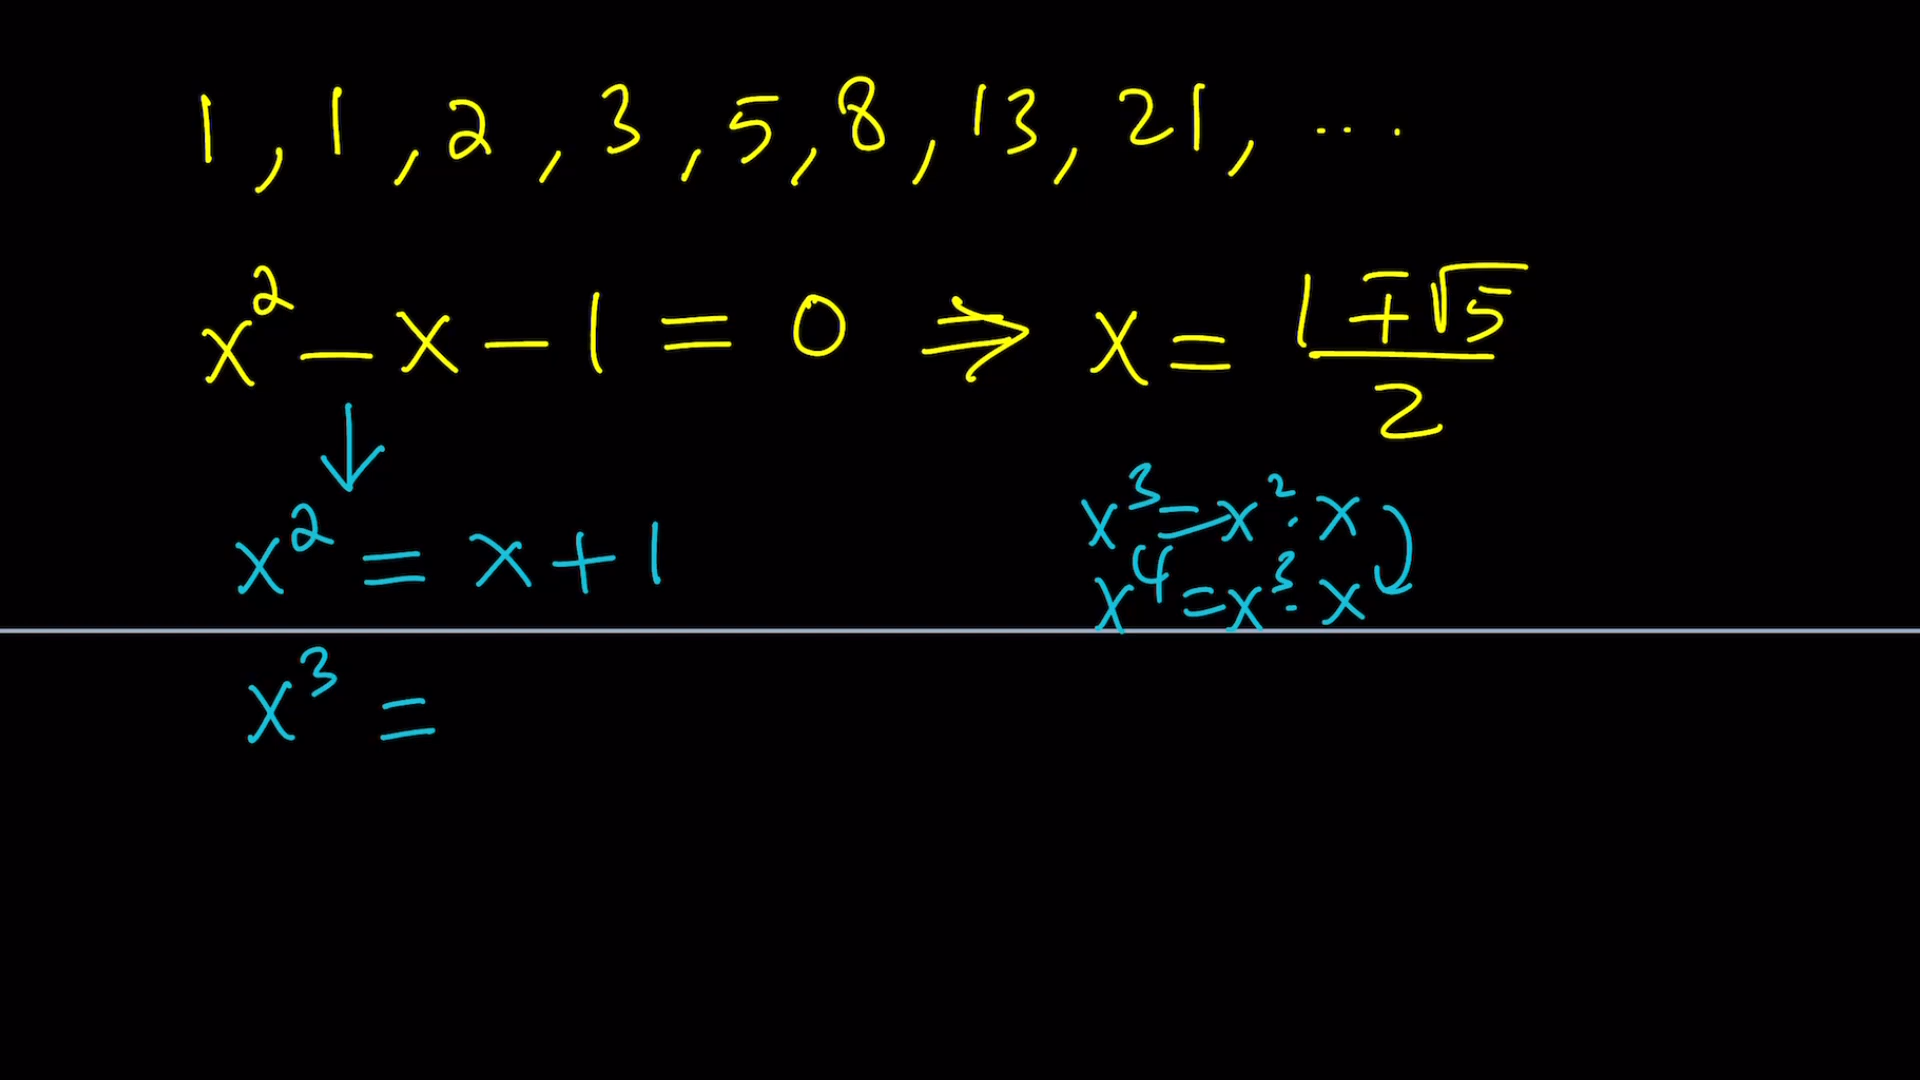 1, 1, 2, 3, 5, 8, 13, 21, ...
x² - x - 1 = 0 ⇒ x = (1 ∓ √5)/2
x² = x + 1
x³ = x² · x
x⁴ = x³ · x
x³ =